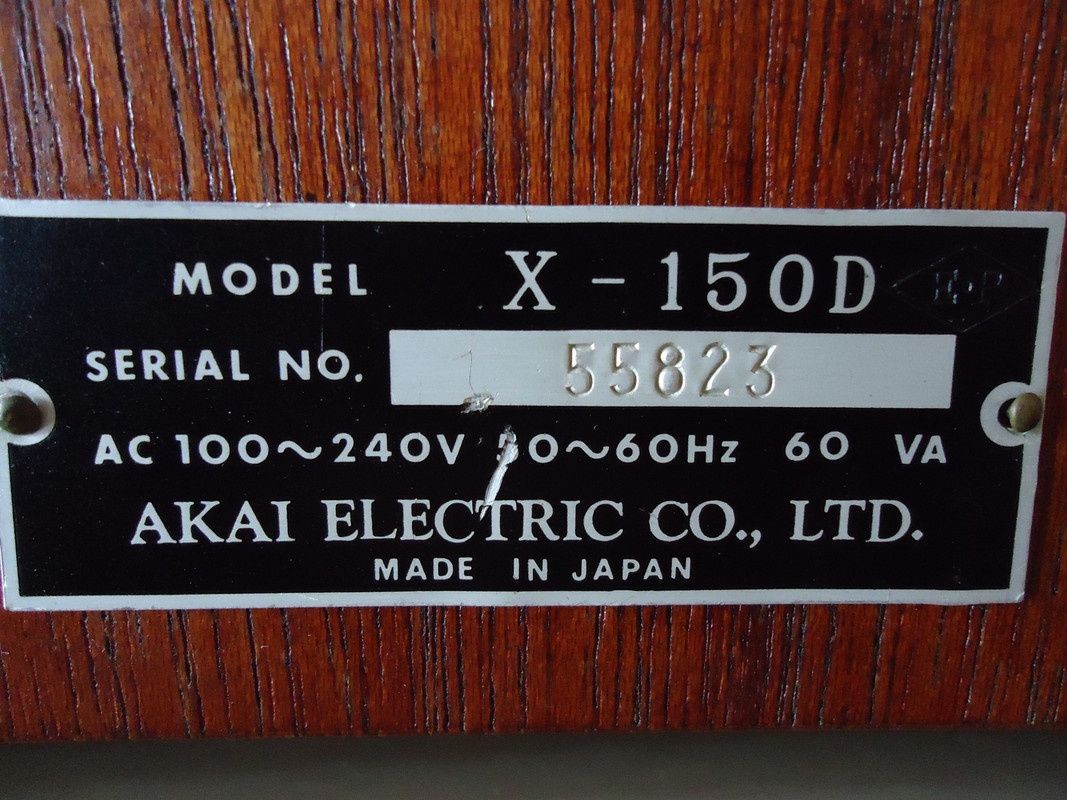 MODEL X-150D
SERIAL NO. 55823
AC 100~240V 50~60Hz 60 VA
AKAI ELECTRIC CO., LTD.
MADE IN JAPAN